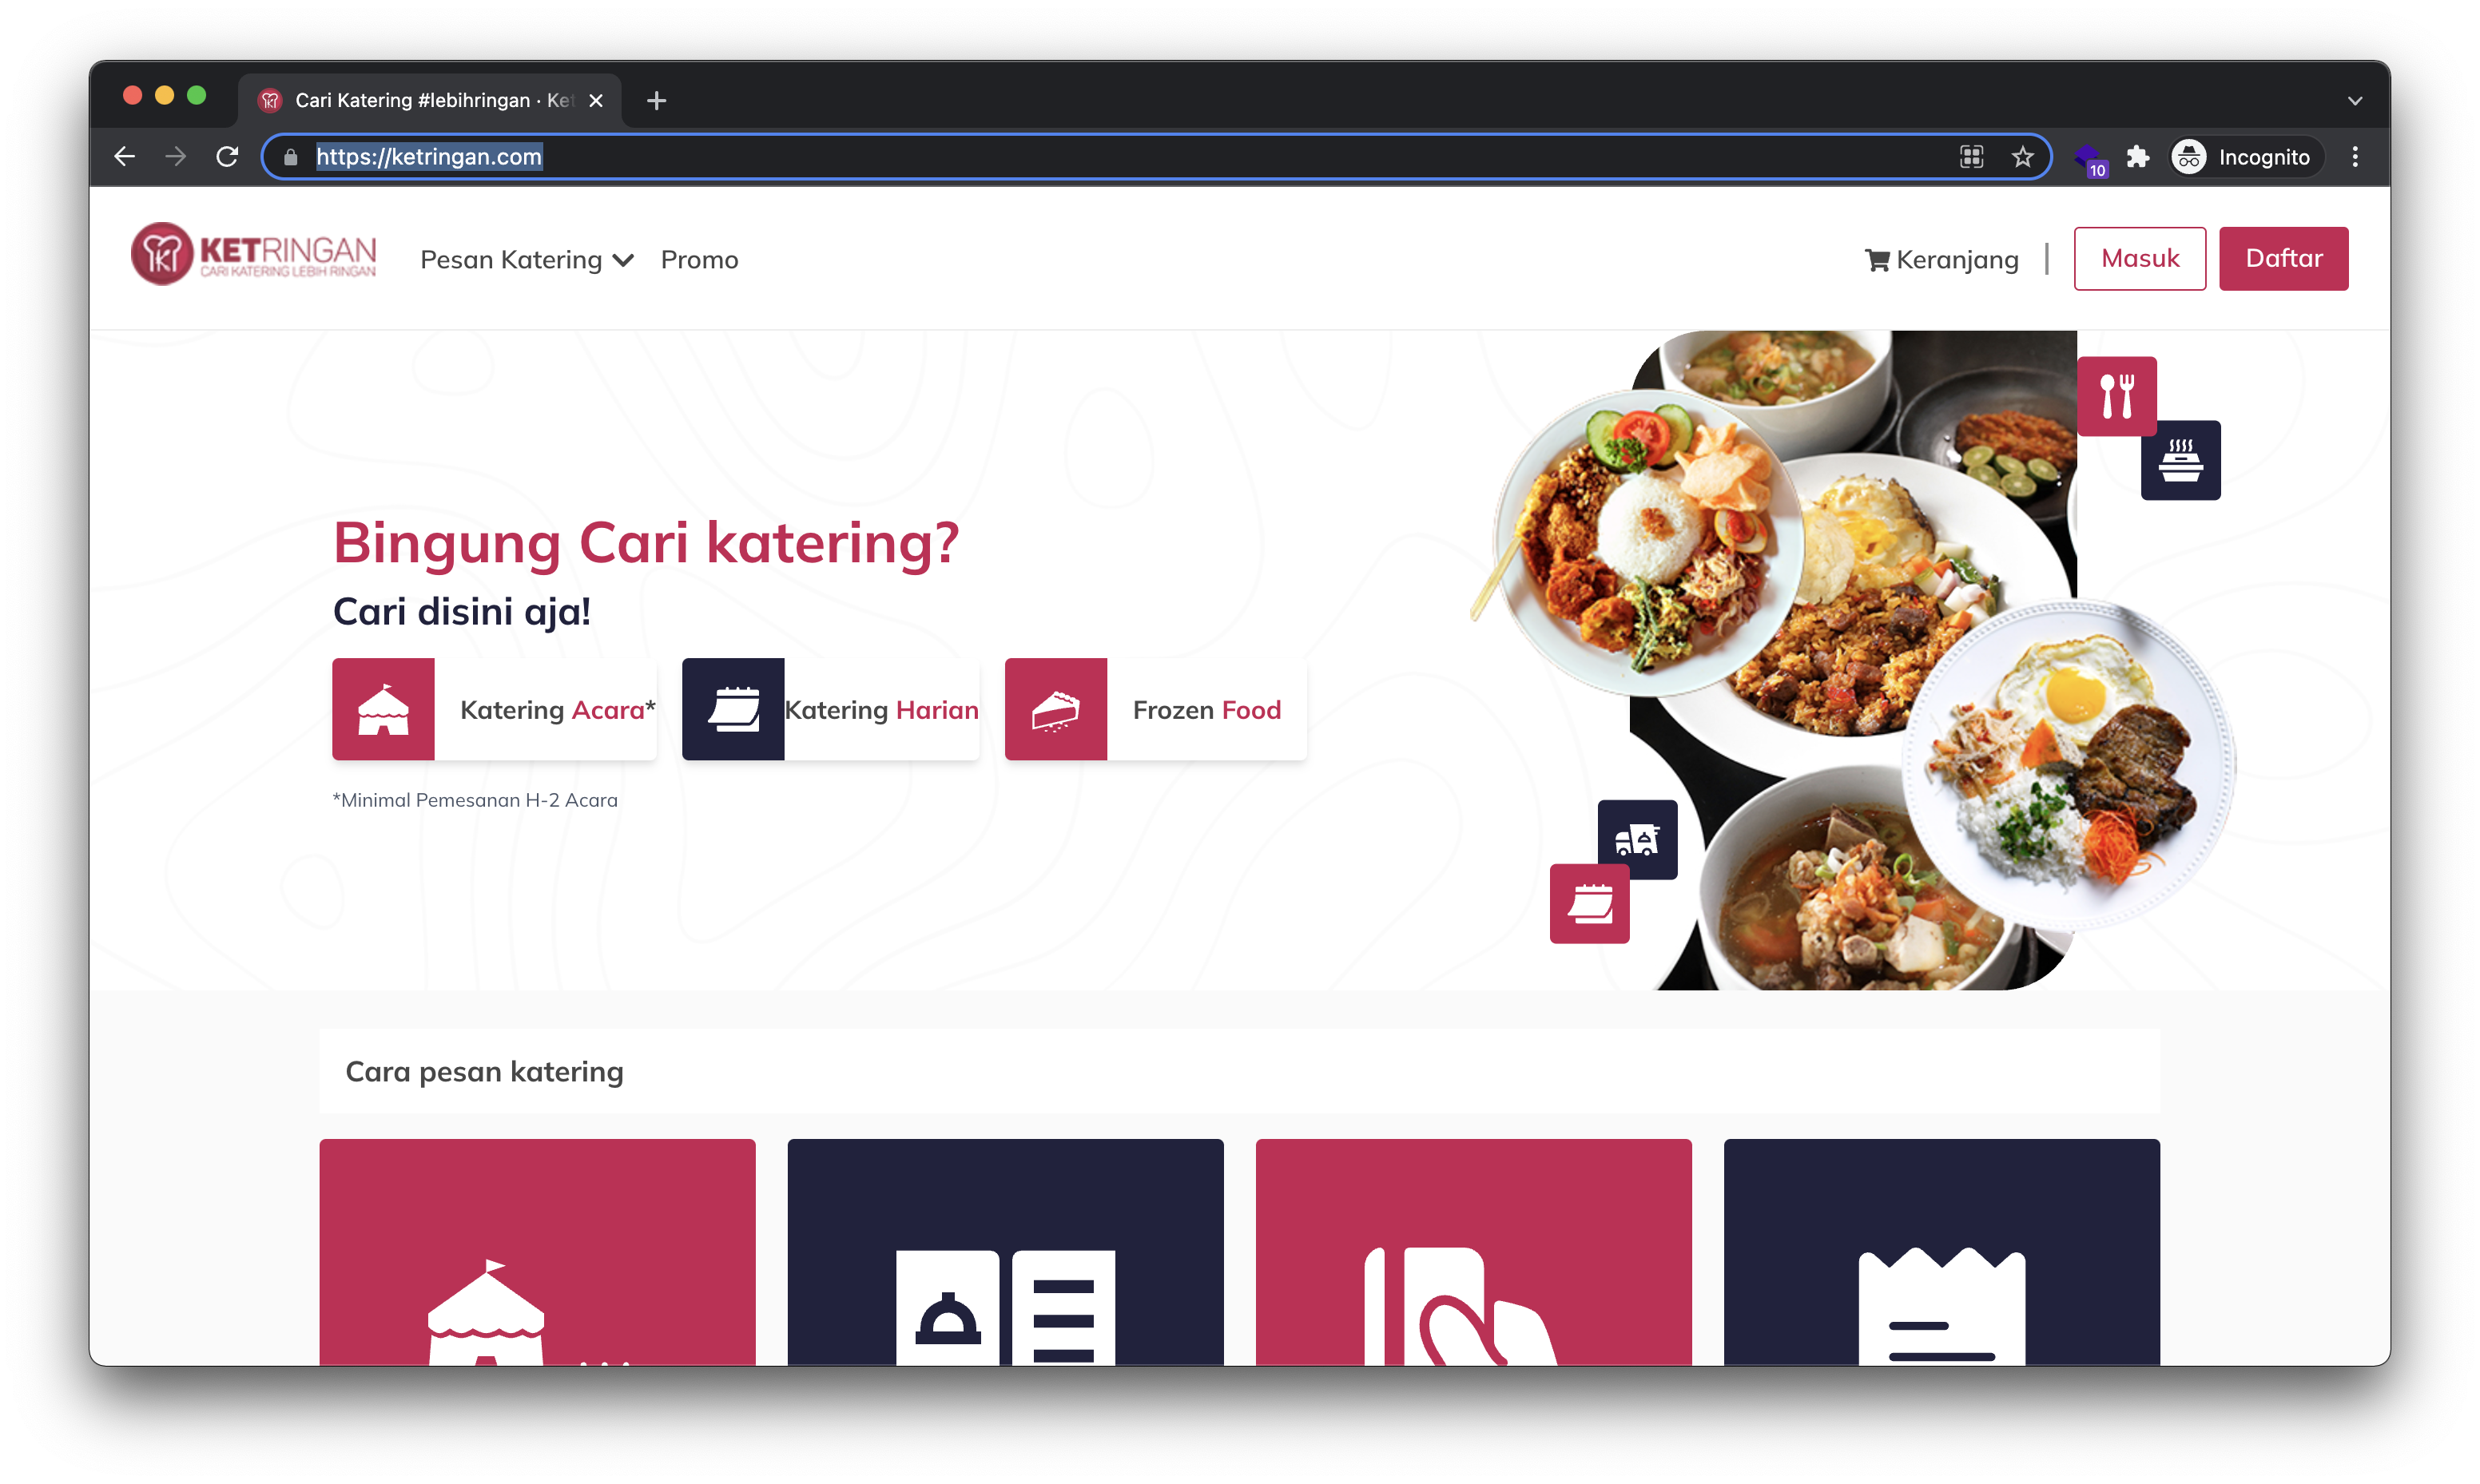 Cari Katering #lebihringan · Ket
https://ketringan.com
10
Incognito
KETRINGAN
CARI KATERING LEBIH RINGAN
Pesan Katering
Promo
Keranjang
Masuk
Daftar
Bingung Cari katering?
Cari disini aja!
Katering Acara*
Katering Harian
Frozen Food
*Minimal Pemesanan H-2 Acara
Cara pesan katering